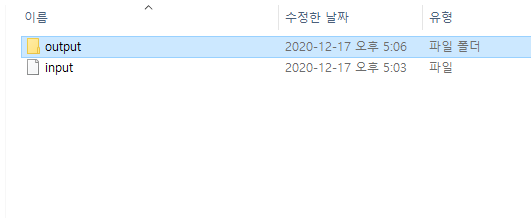 이름 수정한 날짜 유형
output 2020-12-17 오후 5:06 파일 폴더
input 2020-12-17 오후 5:03 파일